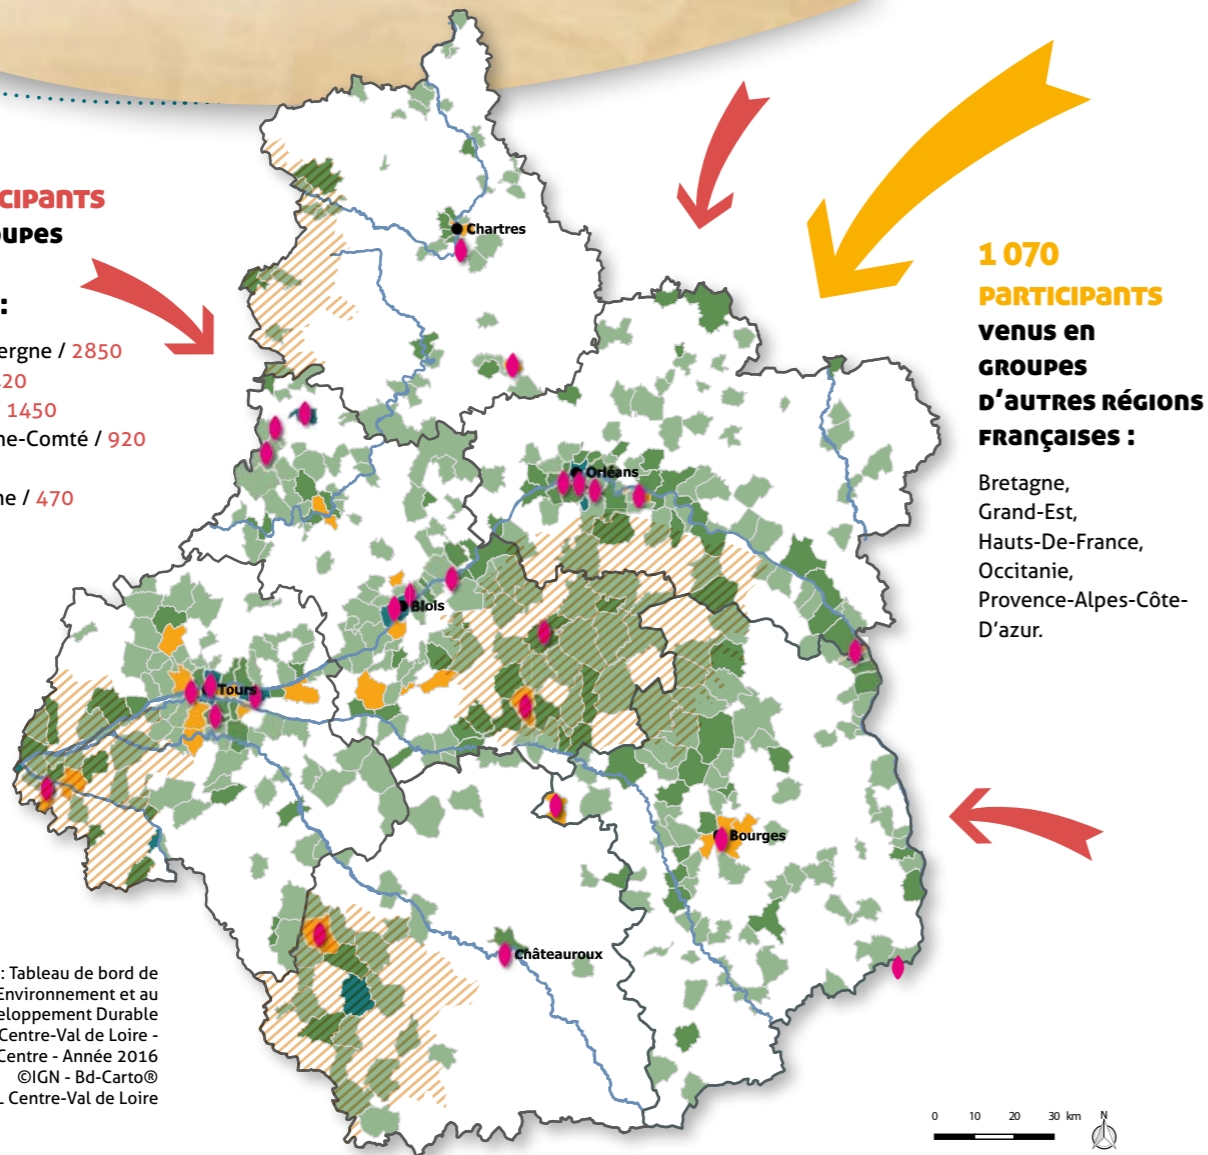 CIPANTS
OUPES
:
ergne / 2850
20
1450
ne-Comté / 920
ne / 470
Chartres
Orléans
Blois
Tours
Bourges
Châteauroux
1 070
PARTICIPANTS
venus en
GROUPES
D'AUTRES RÉGIONS
FRANÇAISES :
Bretagne,
Grand-Est,
Hauts-De-France,
Occitanie,
Provence-Alpes-Côte-
D'azur.
: Tableau de bord de
Environnement et au
eloppement Durable
Centre-Val de Loire -
Centre - Année 2016
©IGN - Bd-Carto®
L Centre-Val de Loire
0 10 20 30 km N